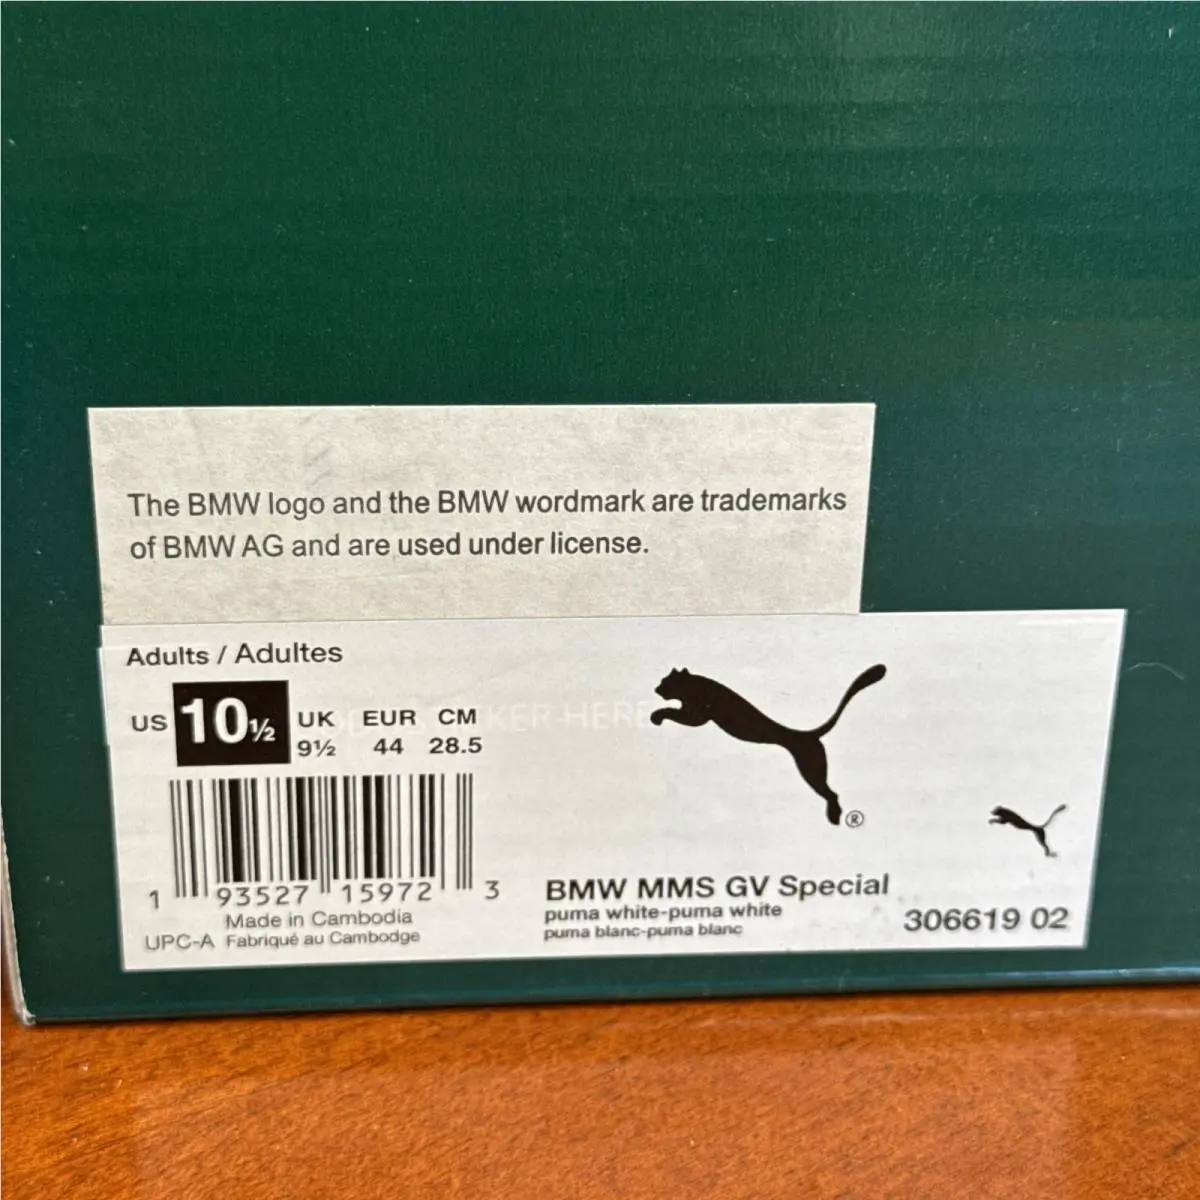 The BMW logo and the BMW wordmark are trademarks
of BMW AG and are used under license.
Adults / Adultes
US 10½ UK EUR CM
9½ 44 28.5
KER HERE
®
1 93527 15972 3
Made in Cambodia
UPC-A Fabriqué au Cambodge
BMW MMS GV Special
puma white-puma white
puma blanc-puma blanc
306619 02